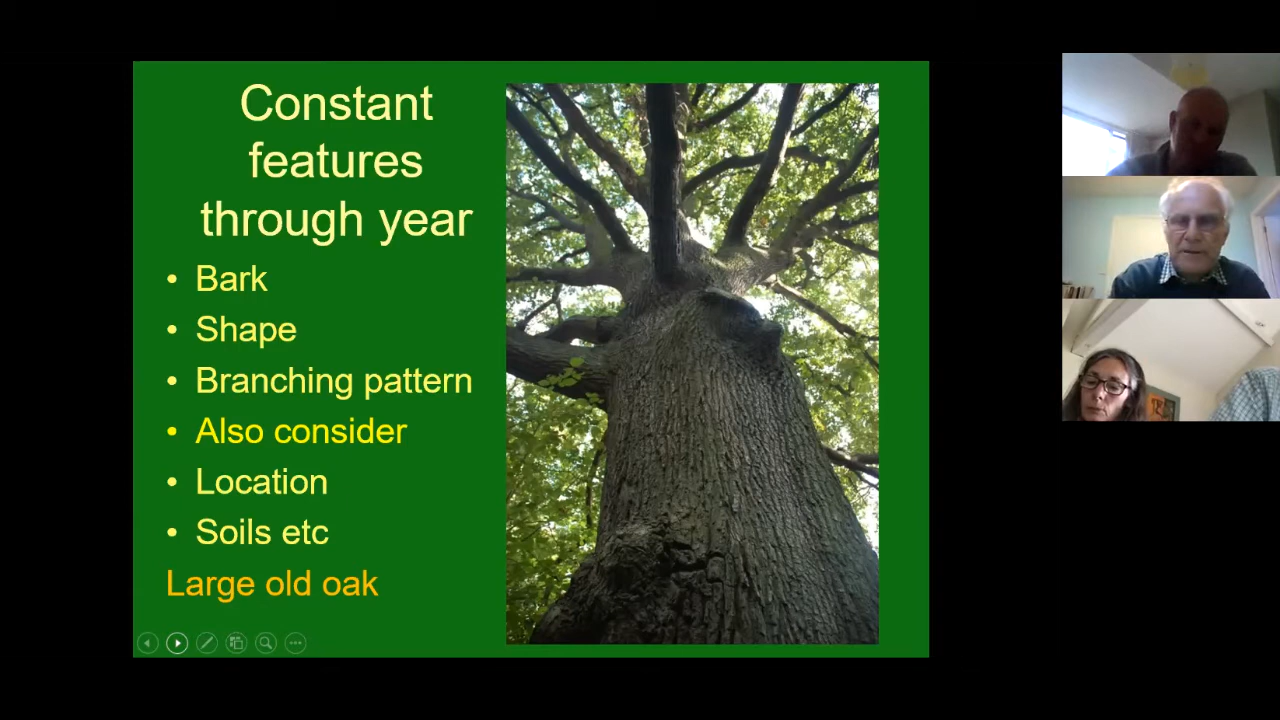 Constant
features
through year
• Bark
• Shape
• Branching pattern
• Also consider
• Location
• Soils etc
Large old oak